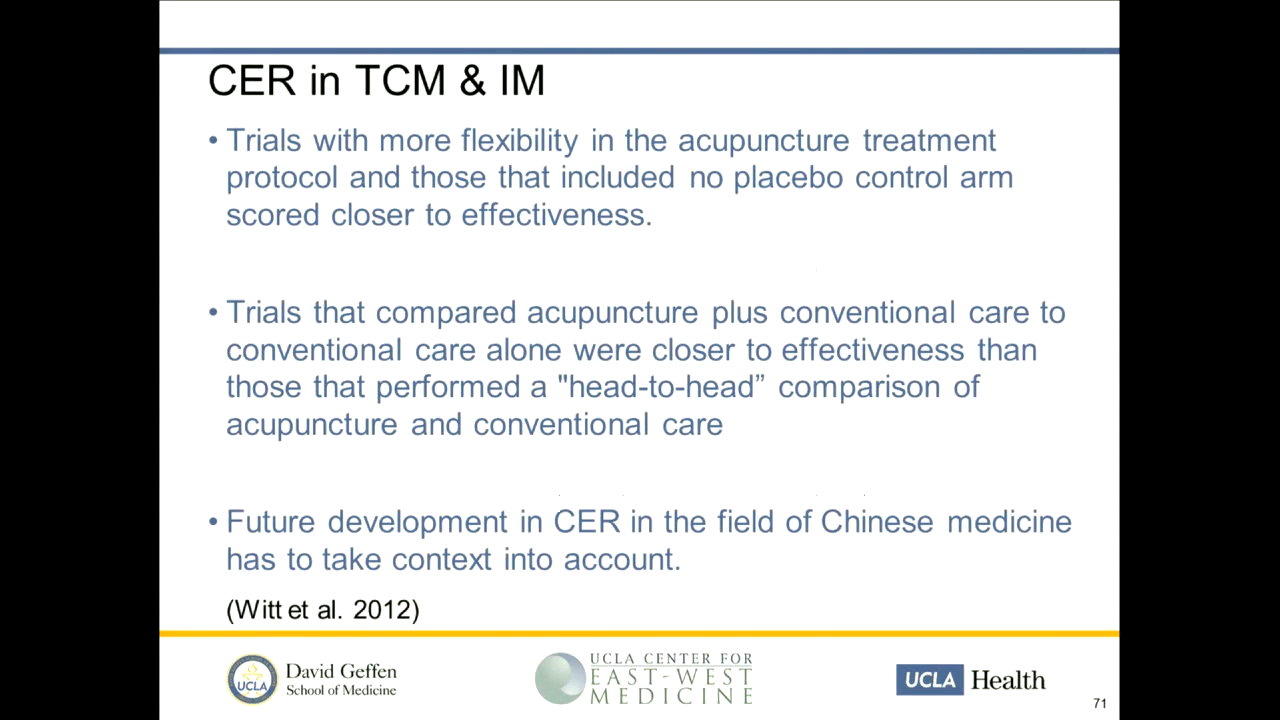 CER in TCM & IM
• Trials with more flexibility in the acupuncture treatment
protocol and those that included no placebo control arm
scored closer to effectiveness.
• Trials that compared acupuncture plus conventional care to
conventional care alone were closer to effectiveness than
those that performed a "head-to-head” comparison of
acupuncture and conventional care
• Future development in CER in the field of Chinese medicine
has to take context into account.
(Witt et al. 2012)
UCLA
David Geffen
School of Medicine
UCLA CENTER FOR
EAST-WEST
MEDICINE
UCLA Health
71